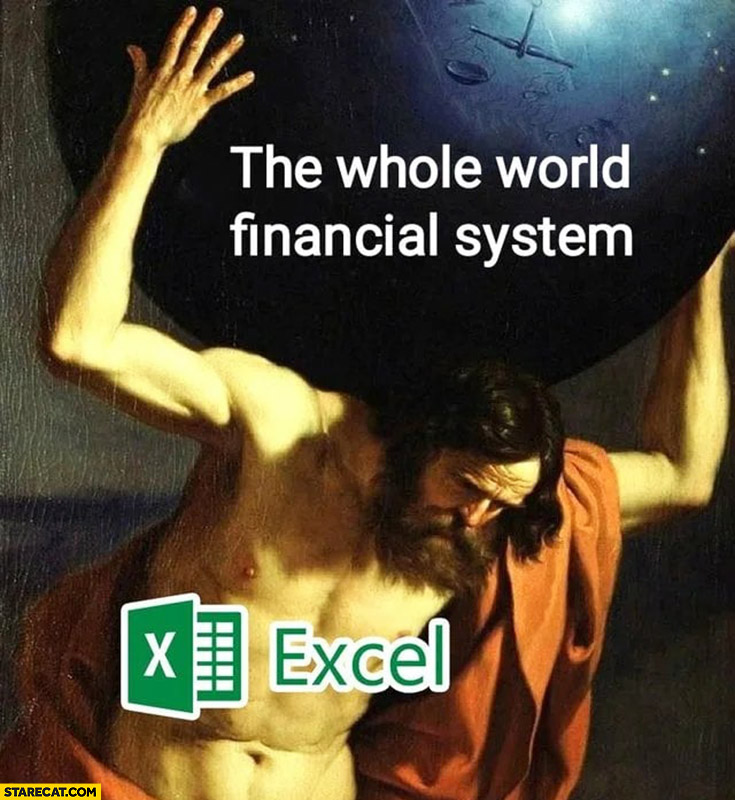 The whole world
financial system
X Excel
STARECAT.COM